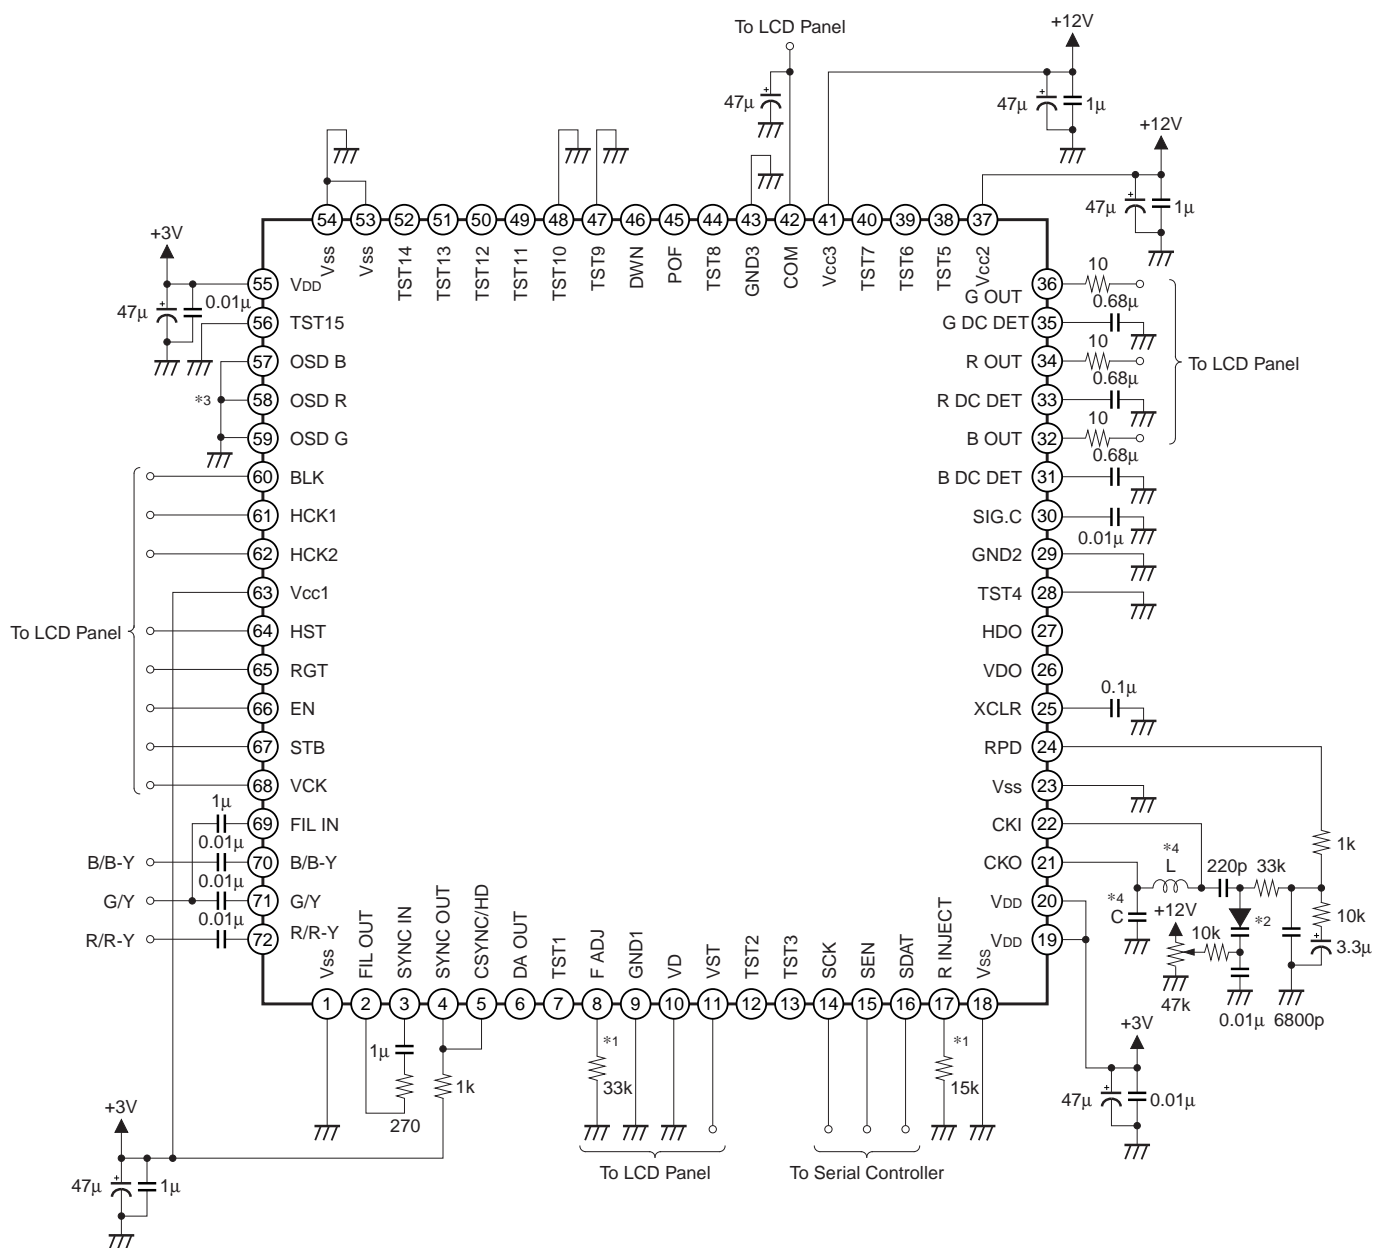 To LCD Panel
+12V
47μ
47μ
1μ
+12V
47μ
1μ
54 53 52 51 50 49 48 47 46 45 44 43 42 41 40 39 38 37
Vss
Vss
TST14
TST13
TST12
TST11
TST10
TST9
DWN
POF
TST8
GND3
COM
Vcc3
TST7
TST6
TST5
Vcc2
+3V
47μ
0.01μ
55 VDD
56 TST15
57 OSD B
*3
58 OSD R
59 OSD G
60 BLK
61 HCK1
62 HCK2
63 Vcc1
To LCD Panel
64 HST
65 RGT
66 EN
67 STB
68 VCK
1μ
69 FIL IN
0.01μ
B/B-Y
70 B/B-Y
0.01μ
G/Y
71 G/Y
0.01μ
R/R-Y
72 R/R-Y
G OUT 36
10
0.68μ
G DC DET 35
R OUT 34
10
To LCD Panel
0.68μ
R DC DET 33
B OUT 32
10
0.68μ
B DC DET 31
SIG.C 30
0.01μ
GND2 29
TST4 28
HDO 27
VDO 26
XCLR 25
0.1μ
RPD 24
Vss 23
CKI 22
1k
CKO 21
*4
L
220p
33k
VDD 20
*4
C
+12V
*2
10k
VDD 19
10k
3.3μ
47k
0.01μ
6800p
+3V
47μ
0.01μ
Vss
FIL OUT
SYNC IN
SYNC OUT
CSYNC/HD
DA OUT
TST1
F ADJ
GND1
VD
VST
TST2
TST3
SCK
SEN
SDAT
R INJECT
Vss
1 2 3 4 5 6 7 8 9 10 11 12 13 14 15 16 17 18
1μ
270
1k
*1
33k
*1
15k
To LCD Panel
To Serial Controller
+3V
47μ
1μ